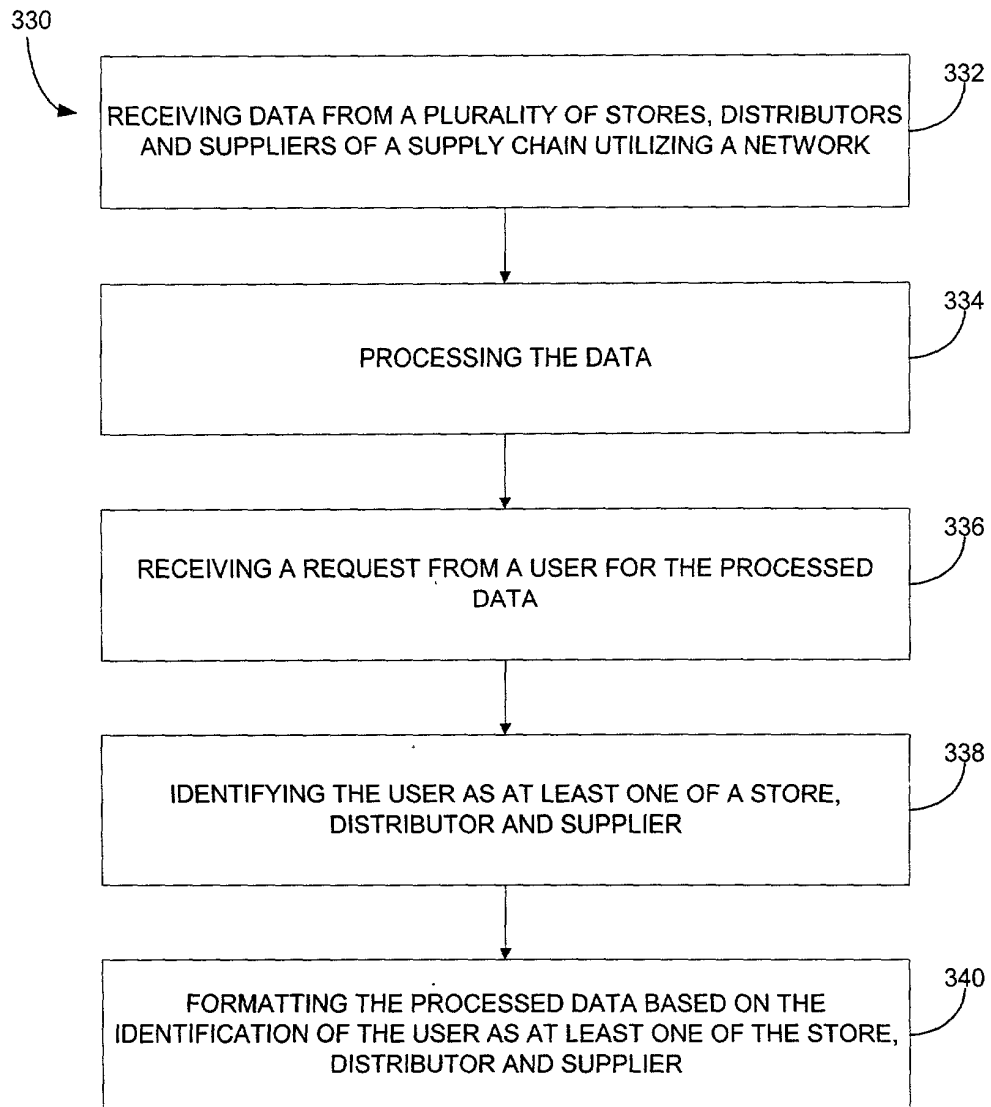 330
332
RECEIVING DATA FROM A PLURALITY OF STORES, DISTRIBUTORS
AND SUPPLIERS OF A SUPPLY CHAIN UTILIZING A NETWORK
334
PROCESSING THE DATA
336
RECEIVING A REQUEST FROM A USER FOR THE PROCESSED
DATA
338
IDENTIFYING THE USER AS AT LEAST ONE OF A STORE,
DISTRIBUTOR AND SUPPLIER
340
FORMATTING THE PROCESSED DATA BASED ON THE
IDENTIFICATION OF THE USER AS AT LEAST ONE OF THE STORE,
DISTRIBUTOR AND SUPPLIER